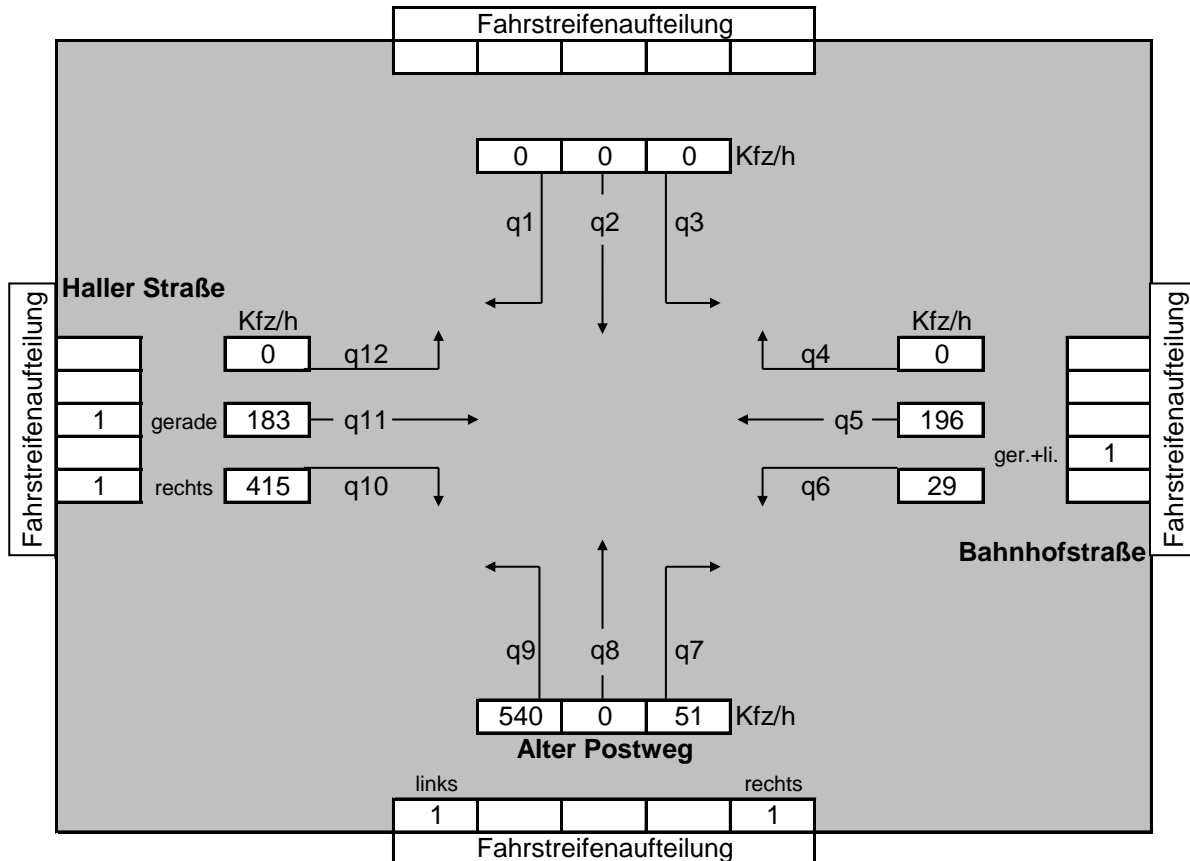 Fahrstreifenaufteilung
0 0 0 Kfz/h
q1 q2 q3
Haller Straße
Fahrstreifenaufteilung
Kfz/h
0 q12
1 gerade 183 q11
1 rechts 415 q10
Kfz/h
q4 0
q5 196
ger.+li. 1
q6 29
Fahrstreifenaufteilung
Bahnhofstraße
q9 q8 q7
540 0 51 Kfz/h
Alter Postweg
links rechts
1 1
Fahrstreifenaufteilung